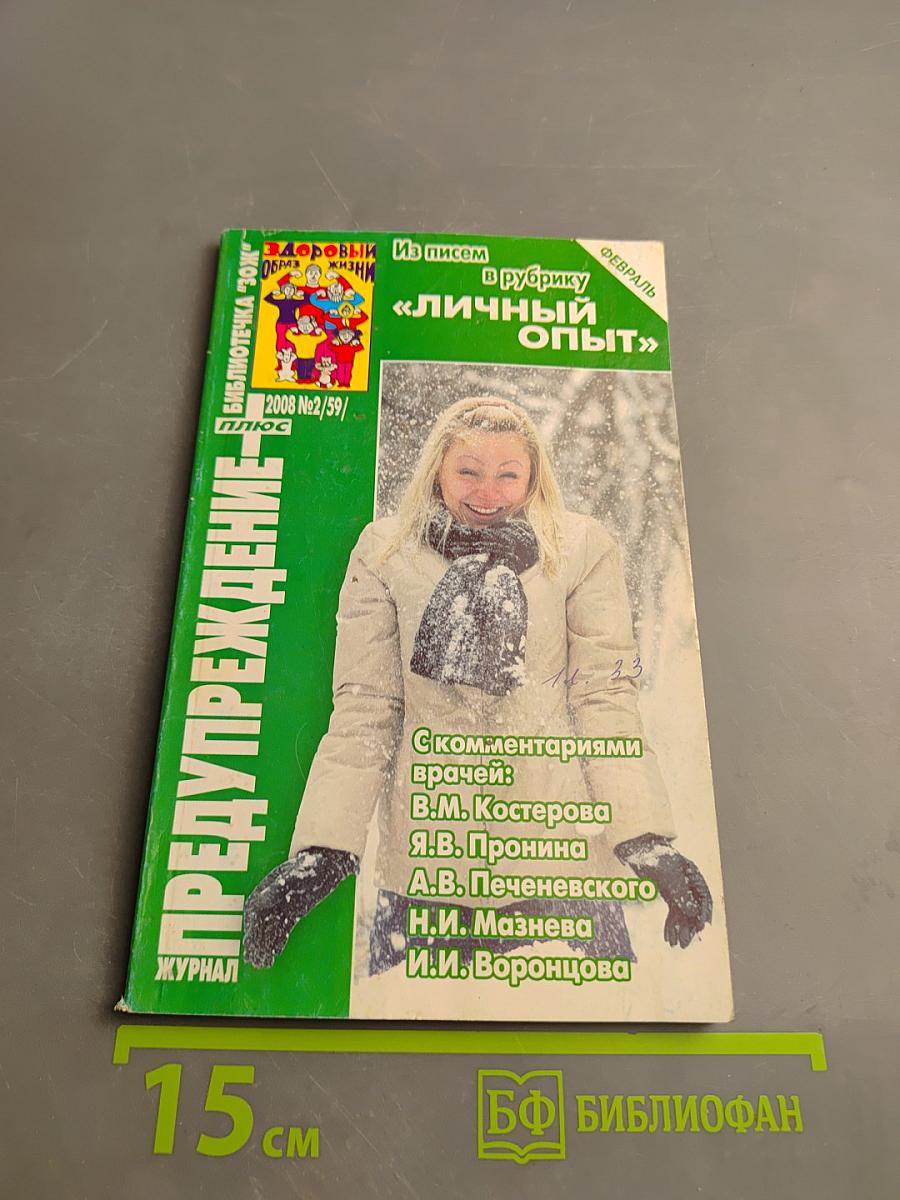 БИБЛИОТЕЧКА "ЗОЖ"
ЗДОРОВЫЙ
ОБРАЗ ЖИЗНИ
2008 №2/59/
ПЛЮС
ЖУРНАЛ
ПРЕДУПРЕЖДЕНИЕ+
Из писем
в рубрику
«ЛИЧНЫЙ
ОПЫТ»
ФЕВРАЛЬ
С комментариями
врачей:
В.М. Костерова
Я.В. Пронина
А.В. Печеневского
Н.И. Мазнева
И.И. Воронцова
15 см
БФ БИБЛИОФАН